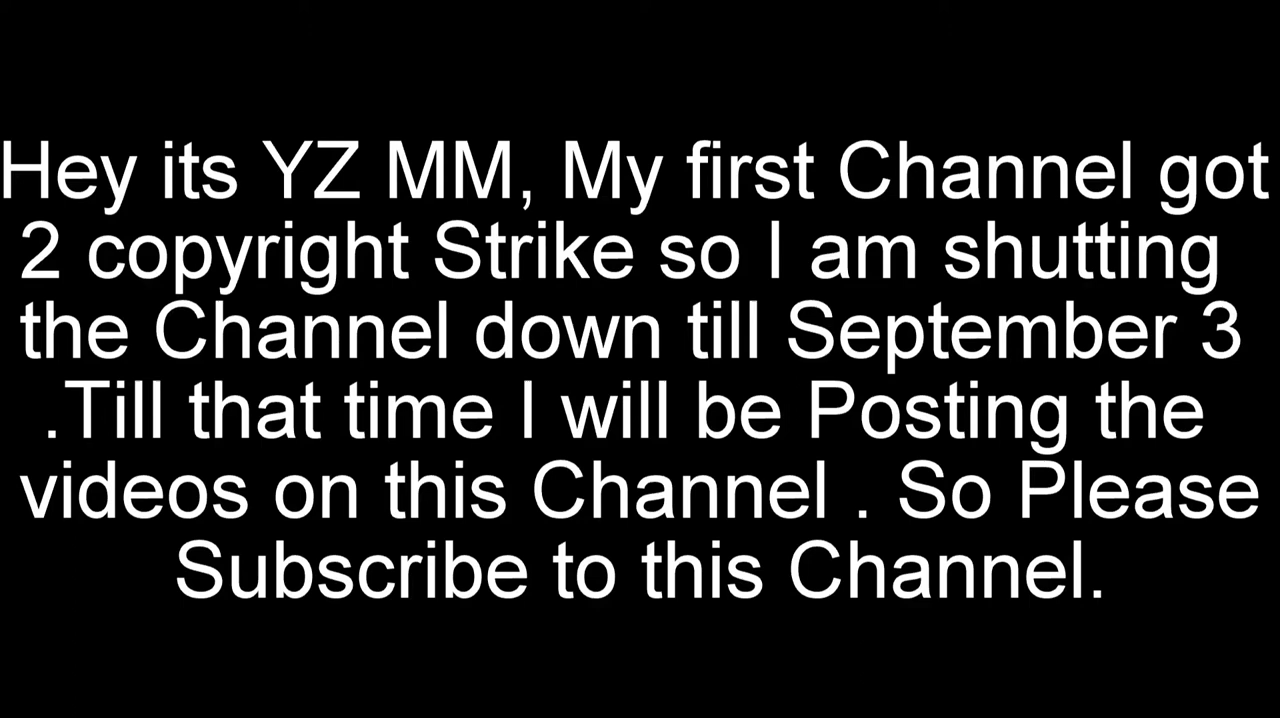 Hey its YZ MM, My first Channel got
2 copyright Strike so I am shutting
the Channel down till September 3
.Till that time I will be Posting the
videos on this Channel . So Please
Subscribe to this Channel.